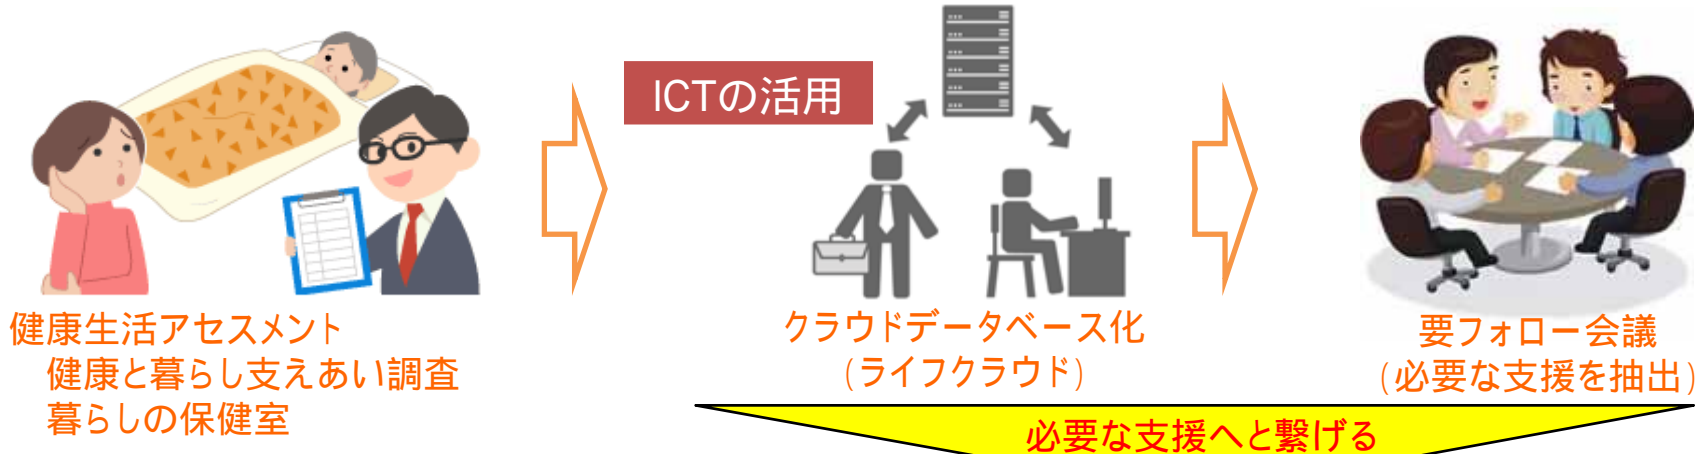 ICTの活用
健康生活アセスメント
健康と暮らし支えあい調査
暮らしの保健室
クラウドデータベース化
(ライフクラウド)
要フォロー会議
(必要な支援を抽出)
必要な支援へと繋げる